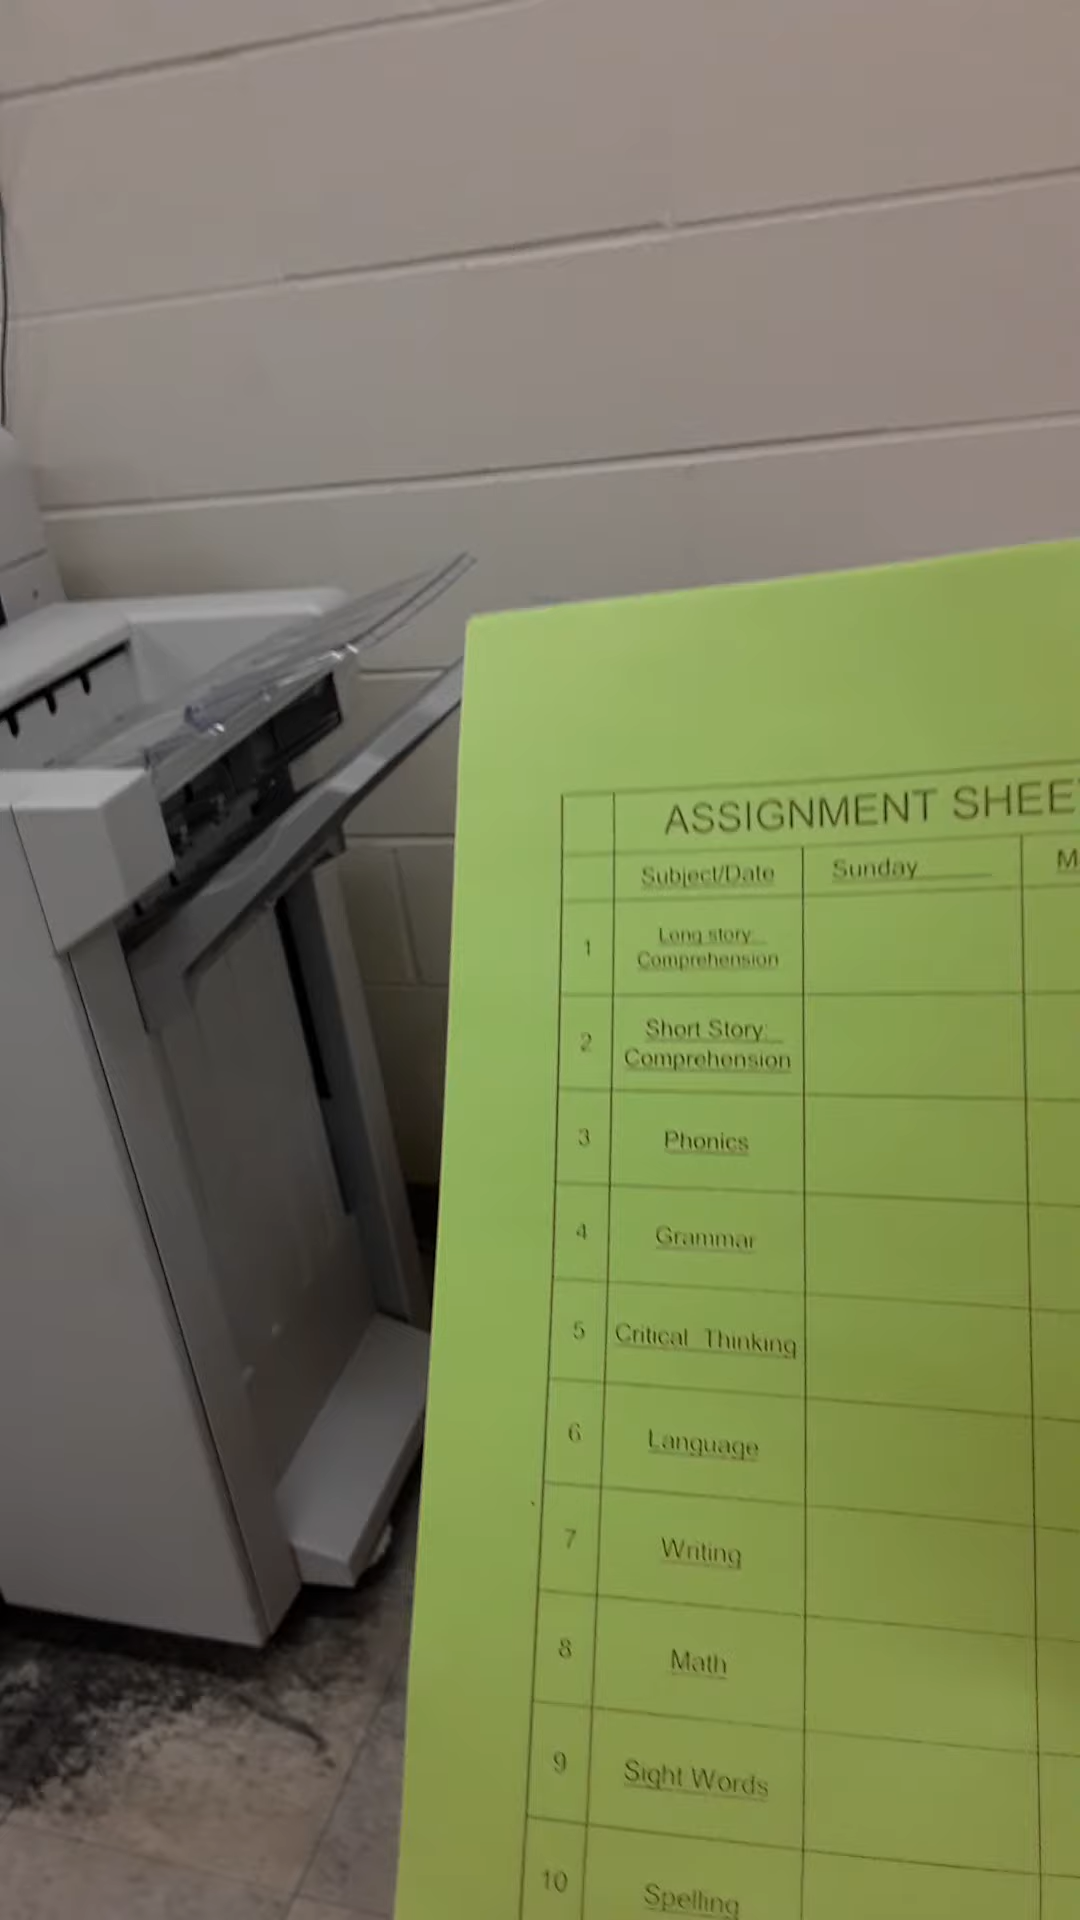 ASSIGNMENT SHEE
Subject/Date Sunday
1 Long story:
Comprehension
2 Short Story:
Comprehension
3 Phonics
4 Grammar
5 Critical Thinking
6 Language
7 Writing
8 Math
9 Sight Words
10 Spelling